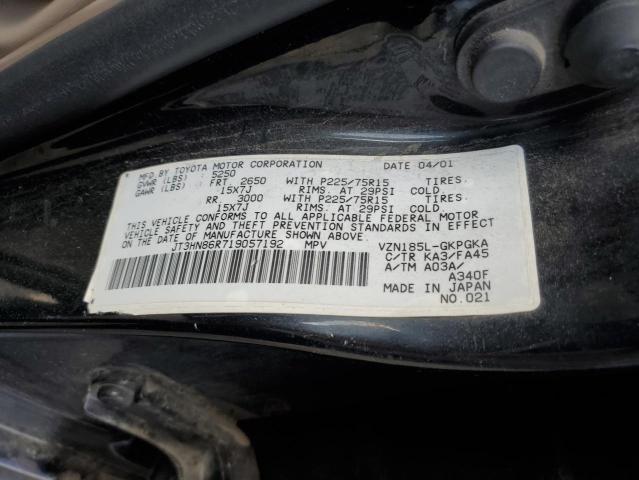 MFD.BY TOYOTA MOTOR CORPORATION DATE 04/01
GVWR (LBS) : 5250
GAWR (LBS) : FRT 2650 WITH P225/75R15 TIRES.
15X7J RIMS. AT 29PSI COLD.
RR. 3000 WITH P225/75R15 TIRES.
15X7J RIMS. AT 29PSI COLD.
THIS VEHICLE CONFORMS TO ALL APPLICABLE FEDERAL MOTOR
VEHICLE SAFETY AND THEFT PREVENTION STANDARDS IN EFFECT
ON THE DATE OF MANUFACTURE SHOWN ABOVE.
JT3HN86R719057192 MPV
VZN185L-GKPGKA
C/TR KA3/FA45
A/TM A03A/
A340F
MADE IN JAPAN
NO.021